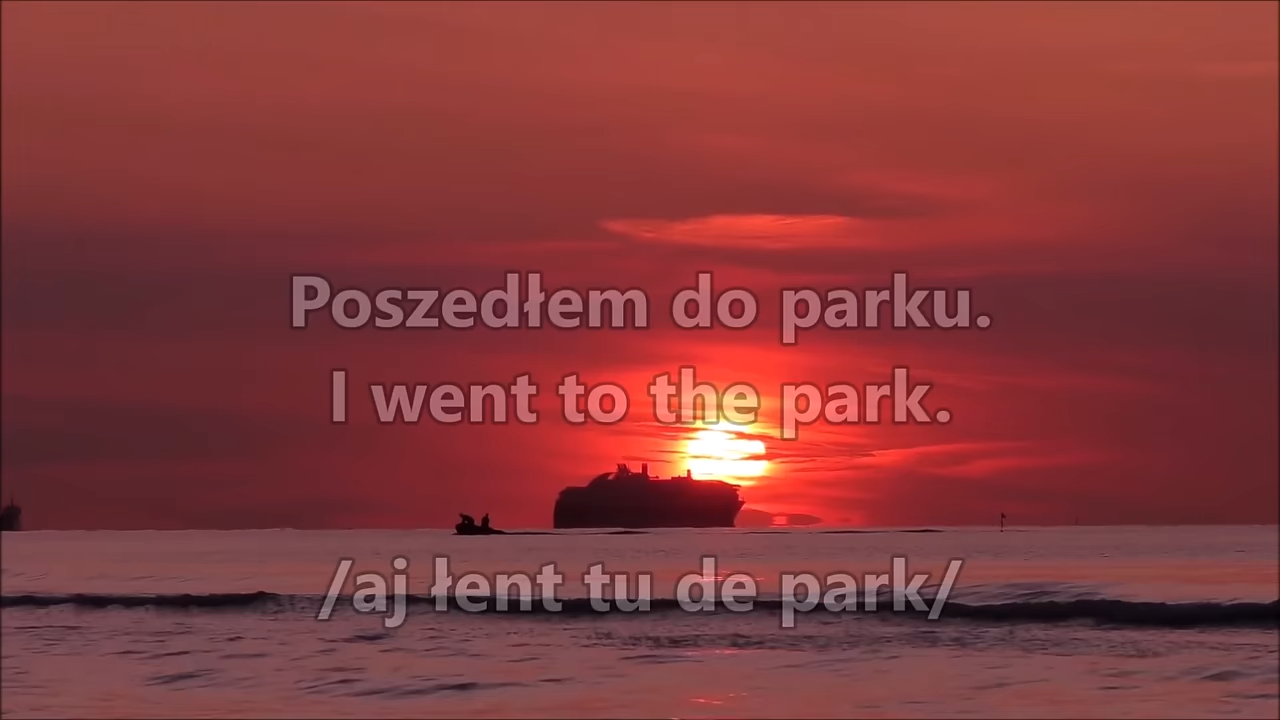 Poszedłem do parku.
I went to the park.
/aj łent tu de park/